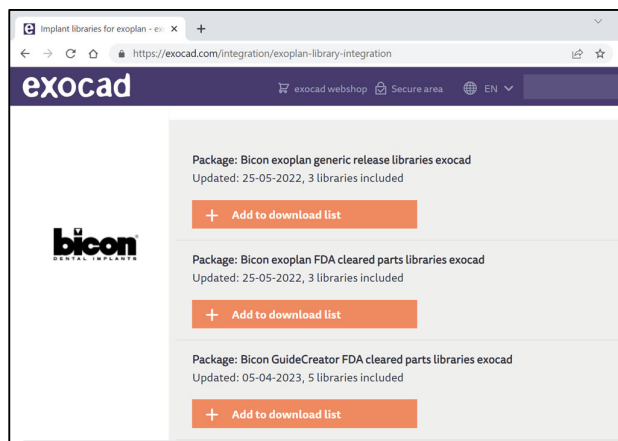 Implant libraries for exoplan - ex
https://exocad.com/integration/exoplan-library-integration
exocad
exocad webshop
Secure area
EN
bicon
DENTAL IMPLANTS
Package: Bicon exoplan generic release libraries exocad
Updated: 25-05-2022, 3 libraries included
+ Add to download list
Package: Bicon exoplan FDA cleared parts libraries exocad
Updated: 25-05-2022, 3 libraries included
+ Add to download list
Package: Bicon GuideCreator FDA cleared parts libraries exocad
Updated: 05-04-2023, 5 libraries included
+ Add to download list